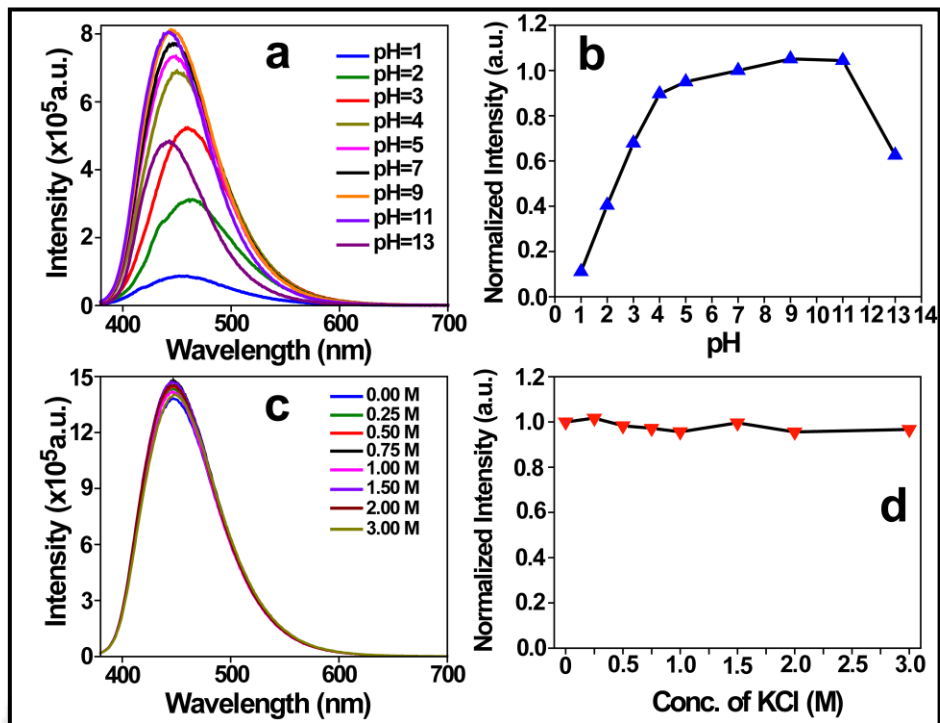 a
Intensity (x10⁵a.u.)
8
6
4
2
0
400
500
600
700
Wavelength (nm)
pH=1
pH=2
pH=3
pH=4
pH=5
pH=7
pH=9
pH=11
pH=13
b
Normalized Intensity (a.u.)
1.2
1.0
0.8
0.6
0.4
0.2
0.0
0 1 2 3 4 5 6 7 8 9 10 11 12 13 14
pH
c
Intensity (x10⁵a.u.)
15
12
9
6
3
0
400
500
600
700
Wavelength (nm)
0.00 M
0.25 M
0.50 M
0.75 M
1.00 M
1.50 M
2.00 M
3.00 M
d
Normalized Intensity (a.u.)
1.2
1.0
0.8
0.6
0.4
0.2
0.0
0 0.5 1.0 1.5 2.0 2.5 3.0
Conc. of KCl (M)